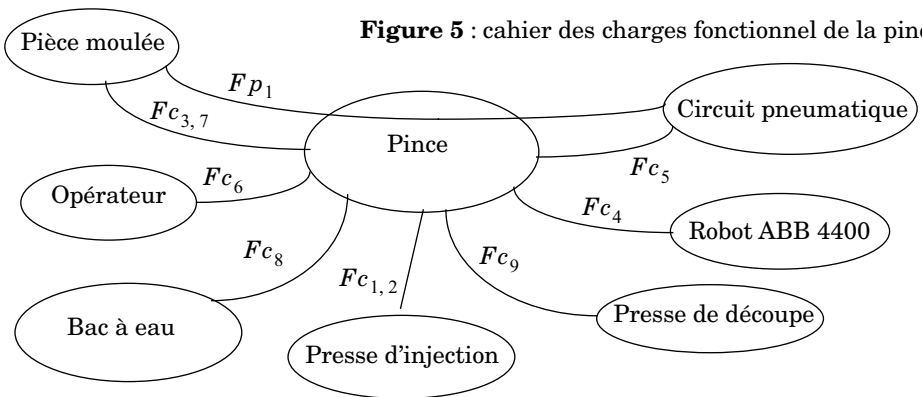 Figure 5 : cahier des charges fonctionnel de la
Pièce moulée
Fp1
Circuit pneumatique
Fc3, 7
Pince
Fc5
Opérateur
Fc6
Fc4
Robot ABB 4400
Fc8
Fc9
Fc1, 2
Bac à eau
Presse de découpe
Presse d'injection